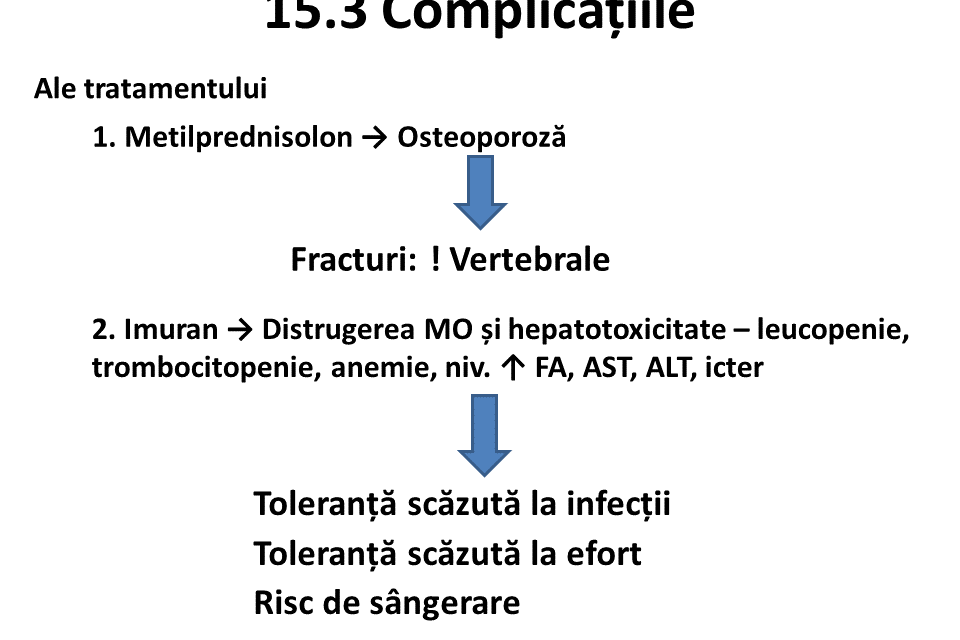 15.3 Complicațiile
Ale tratamentului
1. Metilprednisolon → Osteoporoză
Fracturi: ! Vertebrale
2. Imuran → Distrugerea MO și hepatotoxicitate – leucopenie,
trombocitopenie, anemie, niv. ↑ FA, AST, ALT, icter
Toleranță scăzută la infecții
Toleranță scăzută la efort
Risc de sângerare